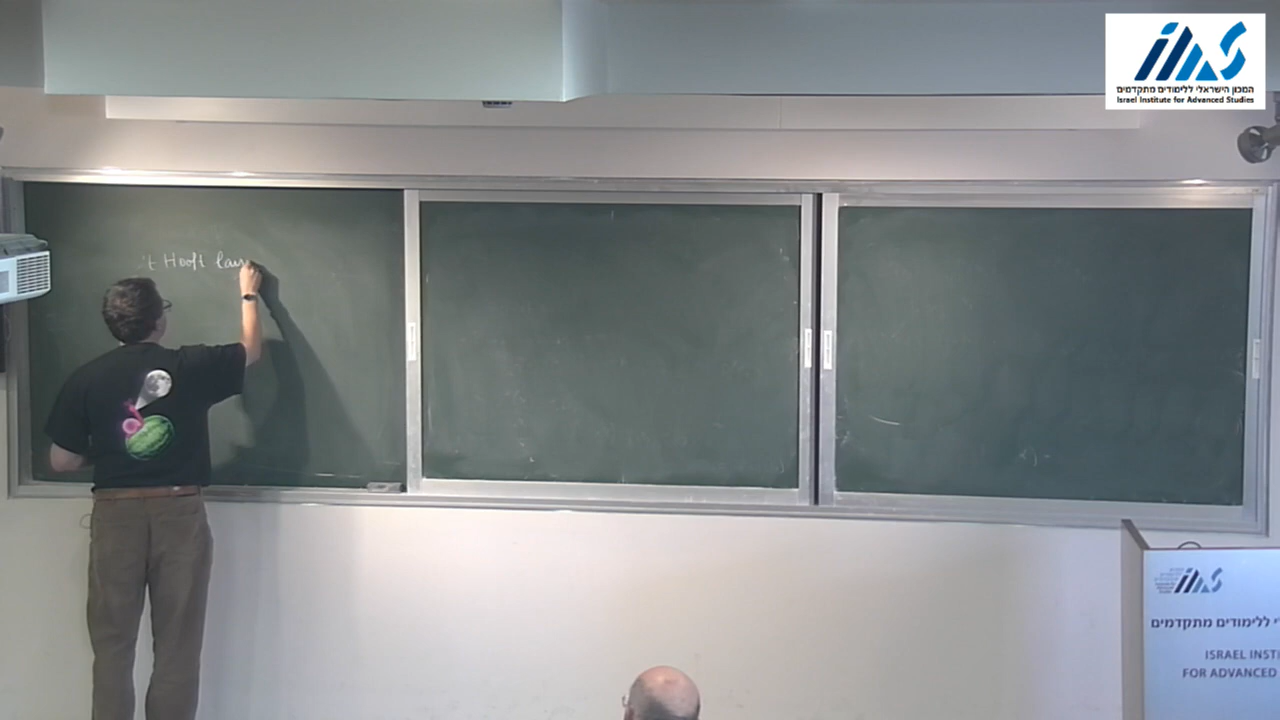 המכון הישראלי ללימודים מתקדמים
Israel Institute for Advanced Studies
't Hooft
ללימודים מתקדמים
ISRAEL INSTI
FOR ADVANCED